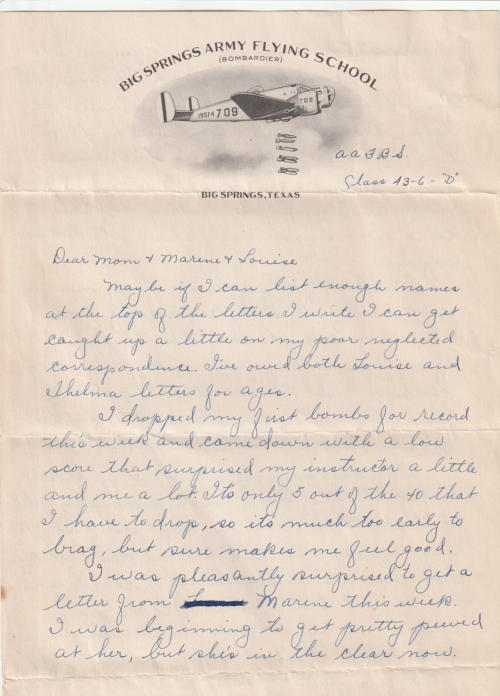 BIG SPRINGS ARMY FLYING SCHOOL
(BOMBARDIER)
709
19574 709
BIG SPRINGS, TEXAS
a a F B S.
Class 43-6-"D"
Dear Mom & Marene & Louise
Maybe if I can list enough names
at the top of the letters I write I can get
caught up a little on my poor neglected
correspondence. I've owed both Louise and
Thelma letters for ages.
I dropped my first bombs for record
this week and came down with a low
score that surprised my instructor a little
and me a lot. It's only 5 out of the 40 that
I have to drop, so it's much too early to
brag, but sure makes me feel good.
I was pleasantly surprised to get a
letter from Marene this week.
I was beginning to get pretty peeved
at her, but she's in the clear now.